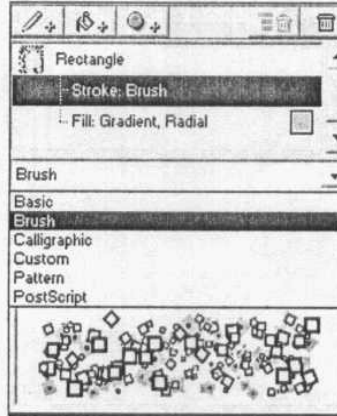 Rectangle
Stroke: Brush
Fill: Gradient, Radial
Brush
Basic
Brush
Calligraphic
Custom
Pattern
PostScript